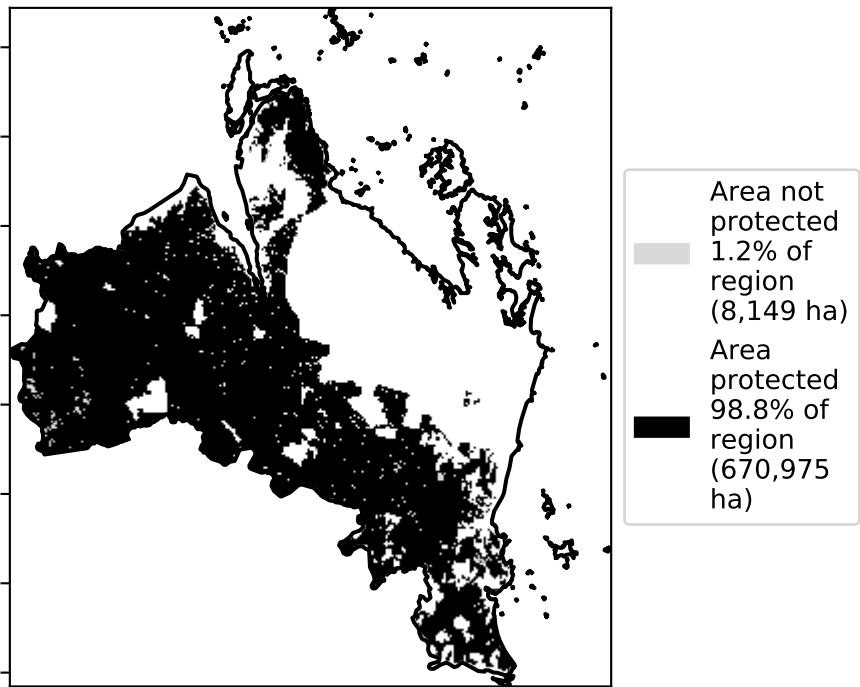 Area not
protected
1.2% of
region
(8,149 ha)
Area
protected
98.8% of
region
(670,975
ha)